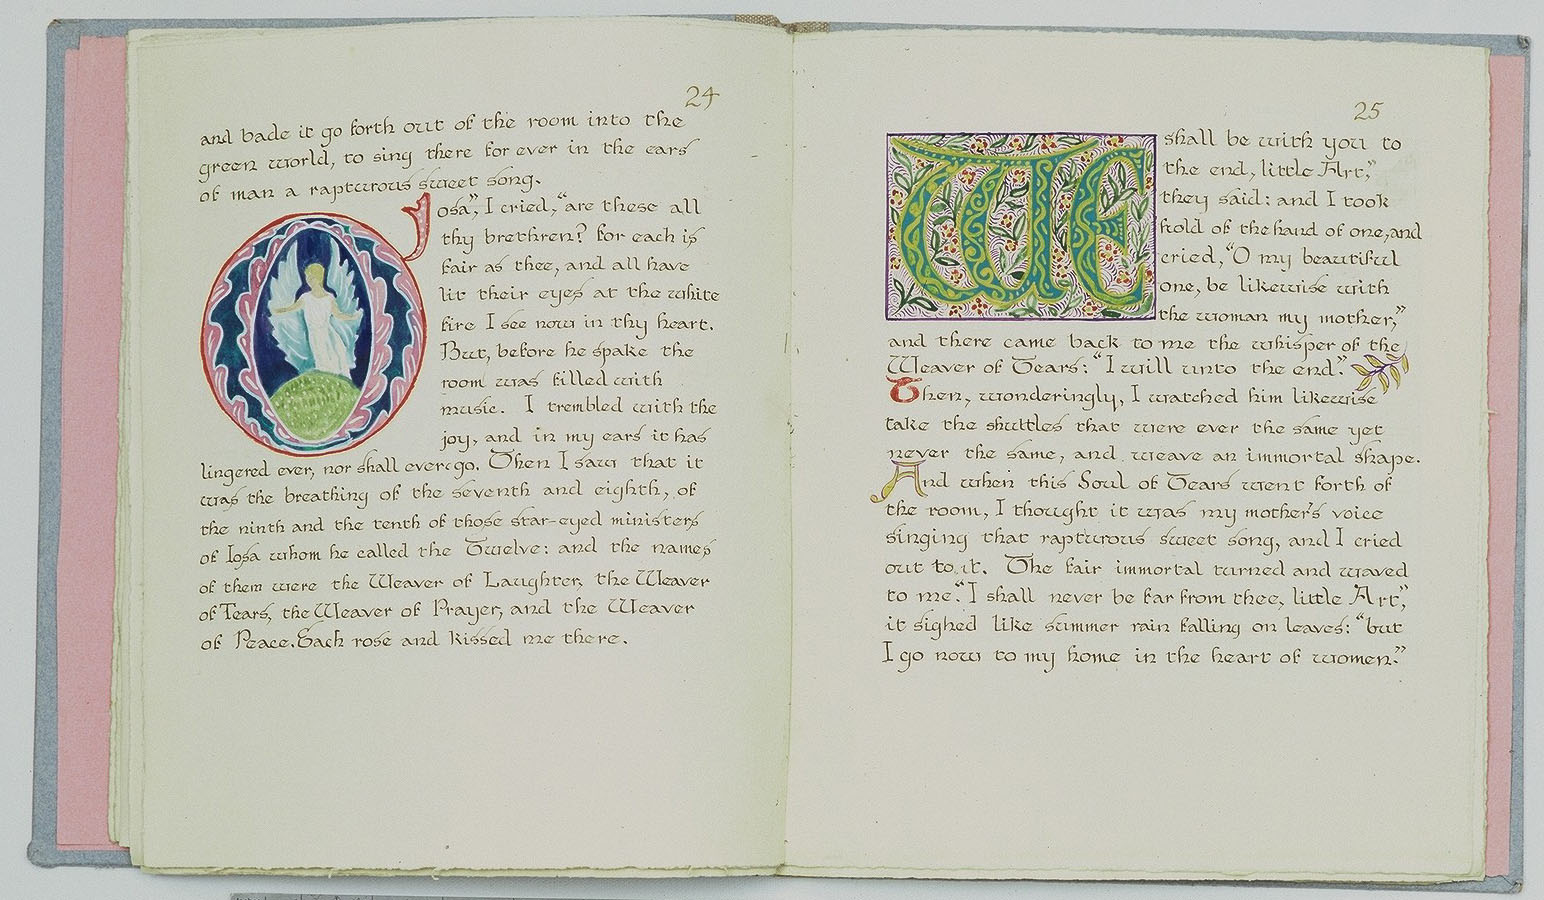 24
and bade it go forth out of the room into the
green world, to sing there for ever in the ears
of man a rapturous sweet song.
O Iosa”, I cried, “are these all
thy brethren? for each is
fair as thee, and all have
lit their eyes at the white
fire I see now in thy heart.
But, before he spake the
room was filled with
music. I trembled with the
joy, and in my ears it has
lingered ever, nor shall ever go. Then I saw that it
was the breathing of the seventh and eighth, of
the ninth and the tenth of those star-eyed ministers
of Iosa whom he called the Twelve: and the names
of them were the Weaver of Laughter, the Weaver
of Tears, the Weaver of Prayer, and the Weaver
of Peace. Each rose and kissed me there.
25
WE shall be with you to
the end, little Art,”
they said: and I took
hold of the hand of one, and
cried, “O my beautiful
one, be likewise with
the woman my mother,”
and there came back to me the whisper of the
Weaver of Tears: “I will unto the end.”
Then, wonderingly, I watched him likewise
take the shuttles that were ever the same yet
never the same, and weave an immortal shape.
And when this Soul of Tears went forth of
the room, I thought it was my mother's voice
singing that rapturous sweet song, and I cried
out to it. The fair immortal turned and waved
to me. “I shall never be far from thee, little Art”,
it sighed like summer rain falling on leaves: “but
I go now to my home in the heart of women.”